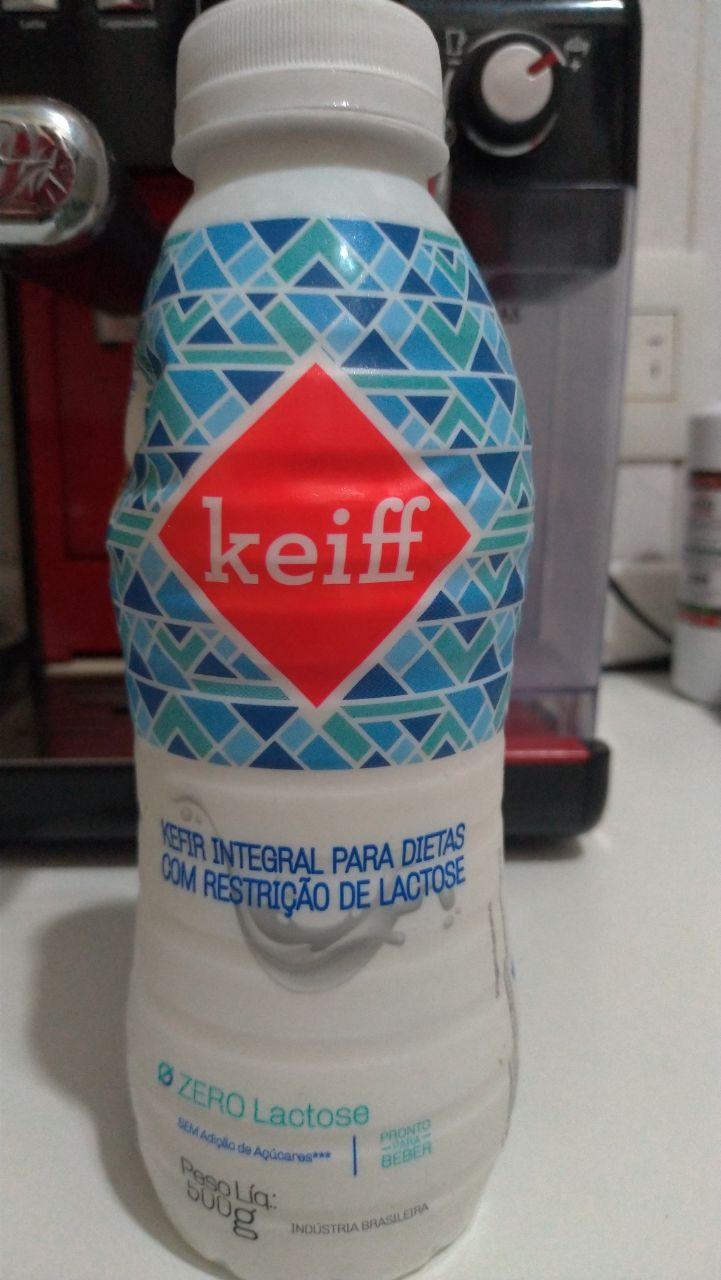 keiff
KEFIR INTEGRAL PARA DIETAS
COM RESTRIÇÃO DE LACTOSE
ZERO Lactose
SEM Adição de Açúcares***
PRONTO
PARA
BEBER
Peso Líq:
500g
INDÚSTRIA BRASILEIRA